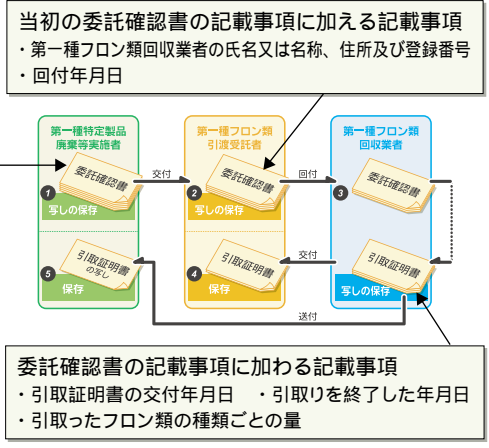 当初の委託確認書の記載事項に加える記載事項
・第一種フロン類回収業者の氏名又は名称、住所及び登録番号
・回付年月日
第一種特定製品
廃棄等実施者
第一種フロン類
引渡受託者
第一種フロン類
回収業者
委託確認書
交付
委託確認書
回付
委託確認書
1
写しの保存
2
写しの保存
3
引取証明書
の写し
引取証明書
交付
引取証明書
5
保存
4
保存
写しの保存
送付
委託確認書の記載事項に加わる記載事項
・引取証明書の交付年月日 ・引取りを終了した年月日
・引取ったフロン類の種類ごとの量